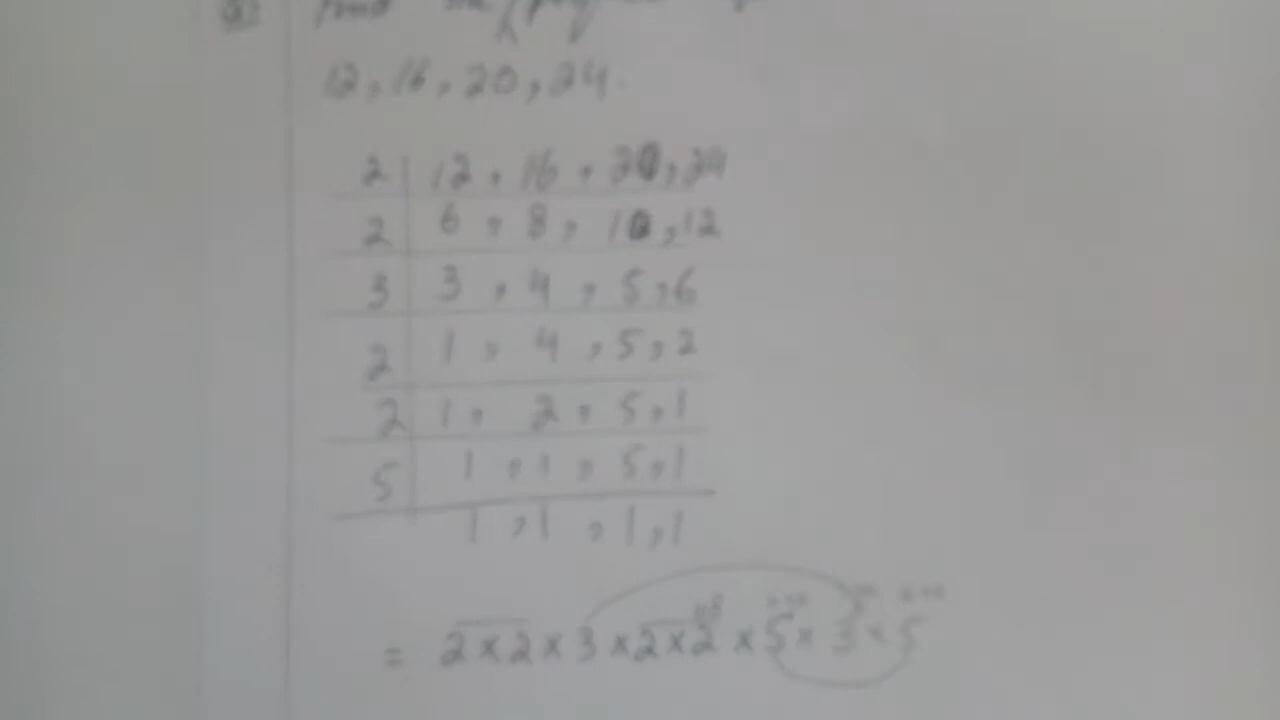 Find the
12, 16, 20, 24.
2 | 12, 16, 20, 24
2 | 6, 8, 10, 12
3 | 3, 4, 5, 6
2 | 1, 4, 5, 2
2 | 1, 2, 5, 1
5 | 1, 1, 5, 1
1, 1, 1, 1
= 2 × 2 × 3 × 2 × 2 × 5 × 3 × 5